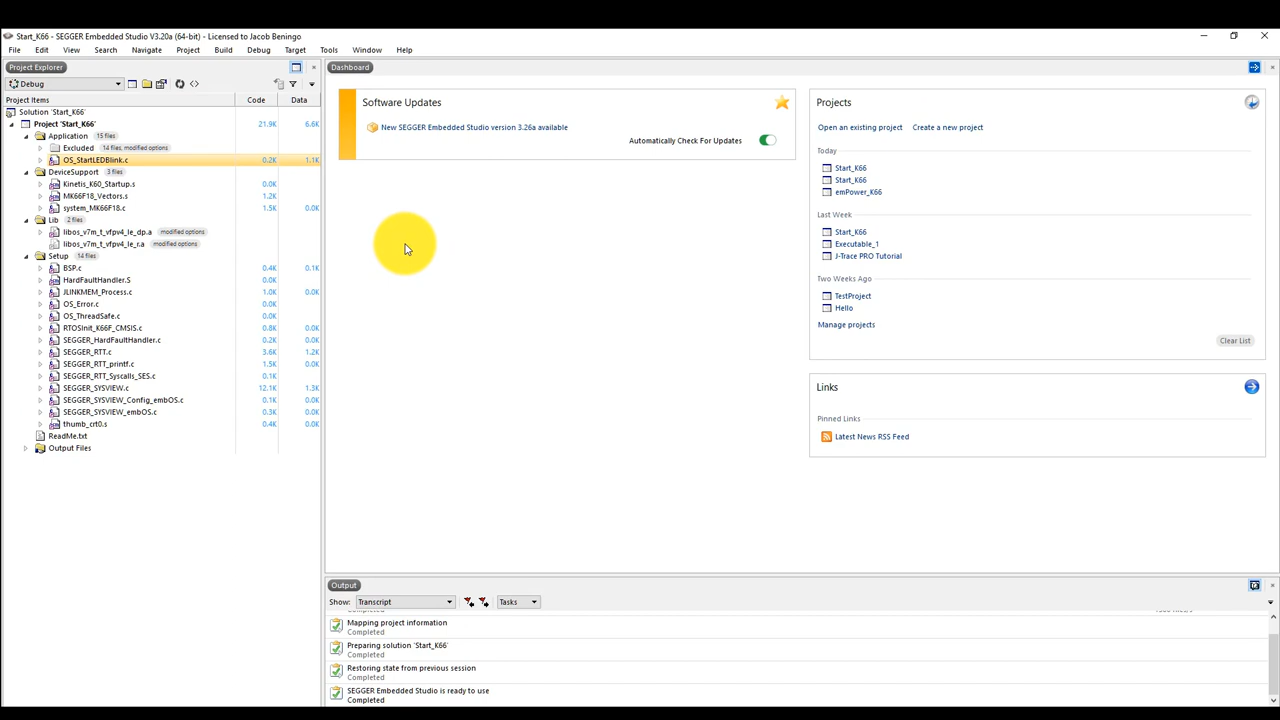 Start_K66 - SEGGER Embedded Studio V3.20a (64-bit) - Licensed to Jacob Beningo
File Edit View Search Navigate Project Build Debug Target Tools Window Help
Project Explorer
Debug
Project Items Code Data
Solution 'Start_K66'
Project 'Start_K66' 21.9K 6.6K
Application 15 files
Excluded 14 files, modified options
OS_StartLEDBlink.c 0.2K 1.1K
DeviceSupport 3 files
Kinetis_K60_Startup.s 0.0K
MK66F18_Vectors.s 1.2K
system_MK66F18.c 1.5K 0.0K
Lib 2 files
libos_v7m_t_vfpv4_le_dp.a modified options
libos_v7m_t_vfpv4_le_r.a modified options
Setup 14 files
BSP.c 0.4K 0.1K
HardFaultHandler.S 0.0K
JLINKMEM_Process.c 1.0K 0.0K
OS_Error.c 0.0K
OS_ThreadSafe.c 0.0K
RTOSInit_K66F_CMSIS.c 0.8K 0.0K
SEGGER_HardFaultHandler.c 0.2K 0.0K
SEGGER_RTT.c 3.6K 1.2K
SEGGER_RTT_printf.c 1.5K 0.0K
SEGGER_RTT_Syscalls_SES.c 0.1K
SEGGER_SYSVIEW.c 12.1K 1.3K
SEGGER_SYSVIEW_Config_embOS.c 0.1K 0.0K
SEGGER_SYSVIEW_embOS.c 0.3K 0.0K
thumb_crt0.s 0.4K 0.0K
ReadMe.txt
Output Files
Dashboard
Software Updates
New SEGGER Embedded Studio version 3.26a available
Automatically Check For Updates
Projects
Open an existing project Create a new project
Today
Start_K66
Start_K66
emPower_K66
Last Week
Start_K66
Executable_1
J-Trace PRO Tutorial
Two Weeks Ago
TestProject
Hello
Manage projects
Clear List
Links
Pinned Links
Latest News RSS Feed
Output
Show: Transcript Tasks
Mapping project information
Completed
Preparing solution 'Start_K66'
Completed
Restoring state from previous session
Completed
SEGGER Embedded Studio is ready to use
Completed